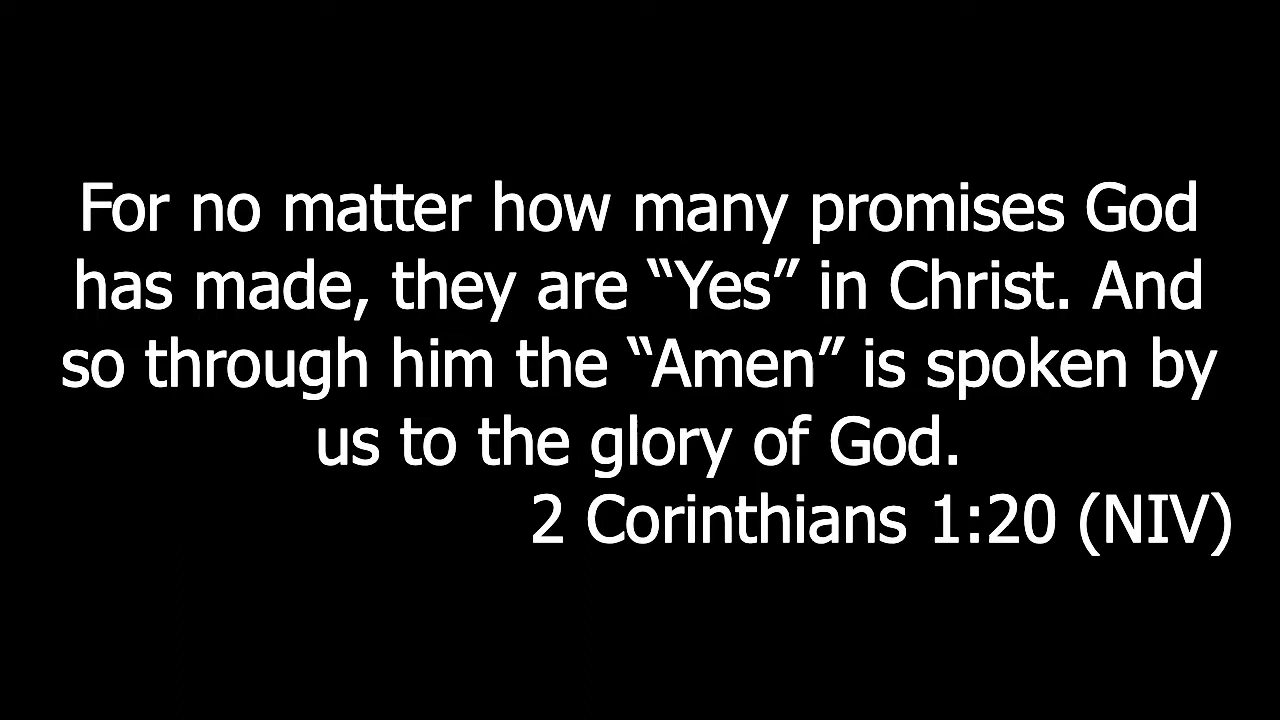 For no matter how many promises God
has made, they are “Yes” in Christ. And
so through him the “Amen” is spoken by
us to the glory of God.
2 Corinthians 1:20 (NIV)